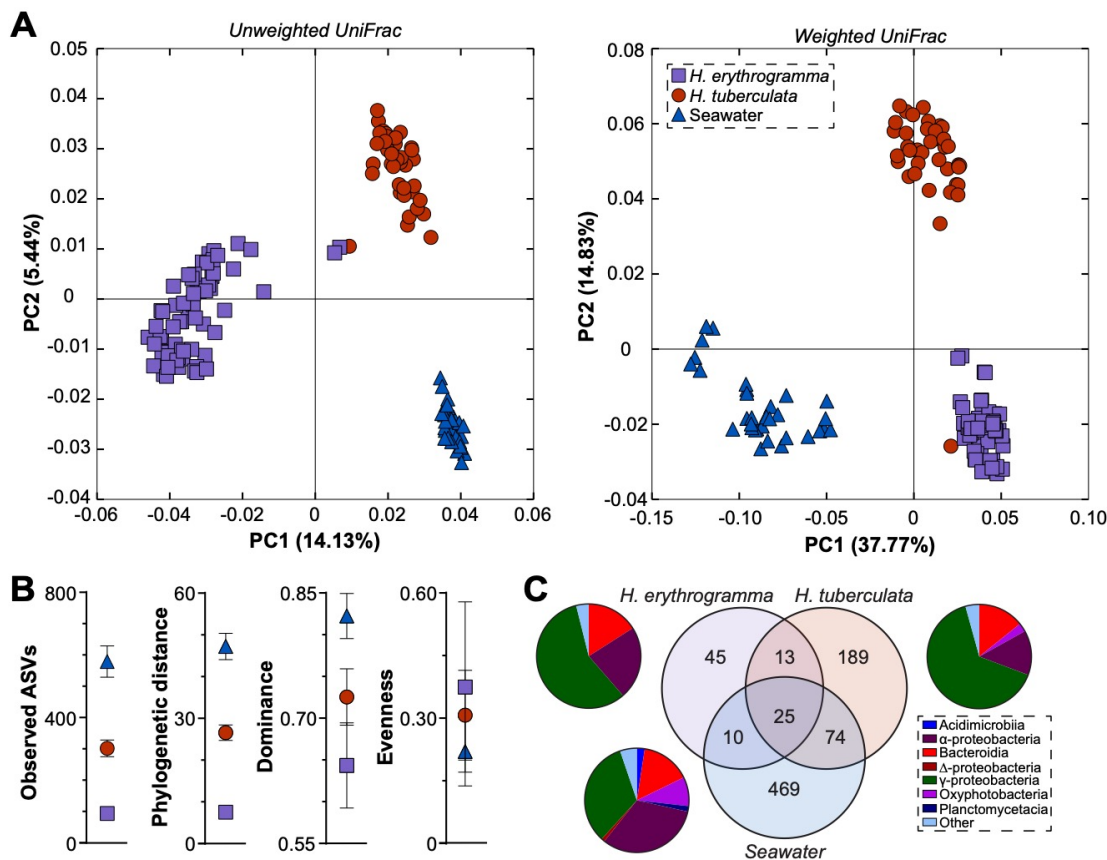 A
Unweighted UniFrac
0.05
0.04
0.03
0.02
0.01
0
-0.01
-0.02
-0.03
-0.04
PC2 (5.44%)
-0.06
-0.04
-0.02
0
0.02
0.04
0.06
PC1 (14.13%)
Weighted UniFrac
H. erythrogramma
H. tuberculata
Seawater
0.08
0.06
0.04
0.02
0
-0.02
-0.04
PC2 (14.83%)
-0.15
-0.10
-0.05
0
0.05
0.10
PC1 (37.77%)
B
Observed ASVs
800
400
0
Phylogenetic distance
60
30
0
Dominance
0.85
0.70
0.55
Evenness
0.60
0.30
0
C
H. erythrogramma
H. tuberculata
45
13
189
25
10
74
469
Seawater
Acidimicrobiia
α-proteobacteria
Bacteroidia
Δ-proteobacteria
γ-proteobacteria
Oxyphotobacteria
Planctomycetacia
Other